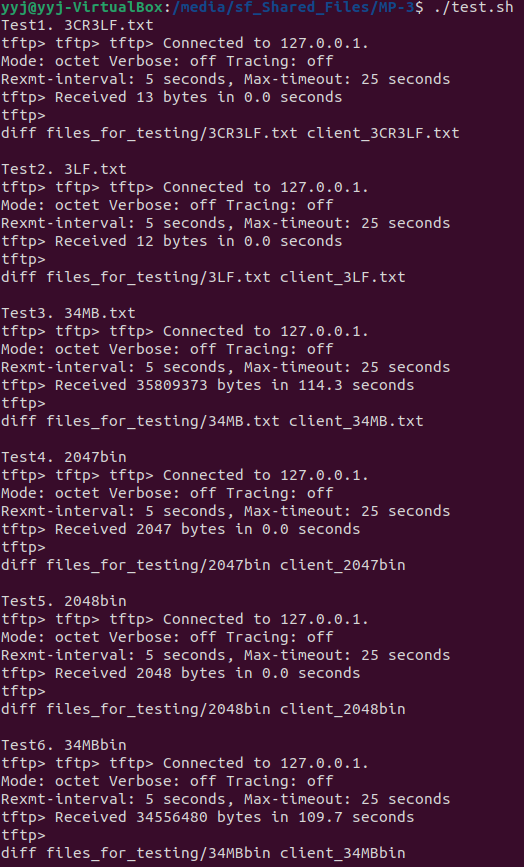 yyj@yyj-VirtualBox:/media/sf_Shared_Files/MP-3$ ./test.sh
Test1. 3CR3LF.txt
tftp> tftp> tftp> Connected to 127.0.0.1.
Mode: octet Verbose: off Tracing: off
Rexmt-interval: 5 seconds, Max-timeout: 25 seconds
tftp> Received 13 bytes in 0.0 seconds
tftp>
diff files_for_testing/3CR3LF.txt client_3CR3LF.txt
Test2. 3LF.txt
tftp> tftp> tftp> Connected to 127.0.0.1.
Mode: octet Verbose: off Tracing: off
Rexmt-interval: 5 seconds, Max-timeout: 25 seconds
tftp> Received 12 bytes in 0.0 seconds
tftp>
diff files_for_testing/3LF.txt client_3LF.txt
Test3. 34MB.txt
tftp> tftp> tftp> Connected to 127.0.0.1.
Mode: octet Verbose: off Tracing: off
Rexmt-interval: 5 seconds, Max-timeout: 25 seconds
tftp> Received 35809373 bytes in 114.3 seconds
tftp>
diff files_for_testing/34MB.txt client_34MB.txt
Test4. 2047bin
tftp> tftp> tftp> Connected to 127.0.0.1.
Mode: octet Verbose: off Tracing: off
Rexmt-interval: 5 seconds, Max-timeout: 25 seconds
tftp> Received 2047 bytes in 0.0 seconds
tftp>
diff files_for_testing/2047bin client_2047bin
Test5. 2048bin
tftp> tftp> tftp> Connected to 127.0.0.1.
Mode: octet Verbose: off Tracing: off
Rexmt-interval: 5 seconds, Max-timeout: 25 seconds
tftp> Received 2048 bytes in 0.0 seconds
tftp>
diff files_for_testing/2048bin client_2048bin
Test6. 34MBbin
tftp> tftp> tftp> Connected to 127.0.0.1.
Mode: octet Verbose: off Tracing: off
Rexmt-interval: 5 seconds, Max-timeout: 25 seconds
tftp> Received 34556480 bytes in 109.7 seconds
tftp>
diff files_for_testing/34MBbin client_34MBbin